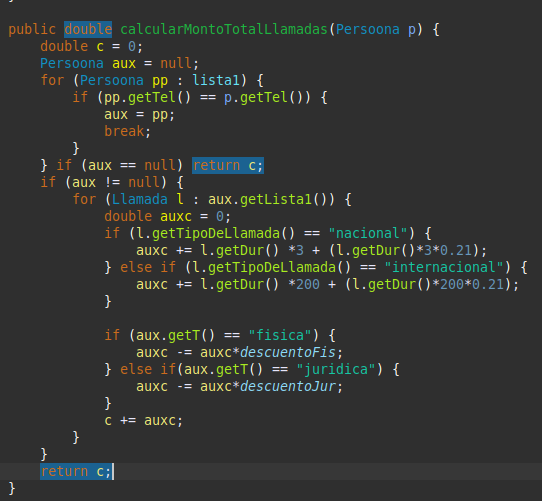 }
public double calcularMontoTotalLlamadas(Persoona p) {
    double c = 0;
    Persoona aux = null;
    for (Persoona pp : lista1) {
        if (pp.getTel() == p.getTel()) {
            aux = pp;
            break;
        }
    } if (aux == null) return c;
    if (aux != null) {
        for (Llamada l : aux.getLista1()) {
            double auxc = 0;
            if (l.getTipoDeLlamada() == "nacional") {
                auxc += l.getDur() *3 + (l.getDur()*3*0.21);
            } else if (l.getTipoDeLlamada() == "internacional") {
                auxc += l.getDur() *200 + (l.getDur()*200*0.21);
            }

            if (aux.getT() == "fisica") {
                auxc -= auxc*descuentoFis;
            } else if(aux.getT() == "juridica") {
                auxc -= auxc*descuentoJur;
            }
            c += auxc;
        }
    }
    return c;
}